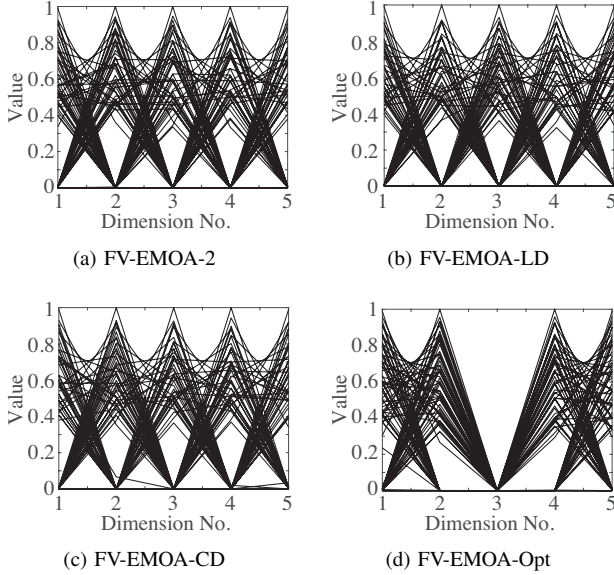 1
0.8
0.6
0.4
0.2
0
Value
1 2 3 4 5
Dimension No.
(a) FV-EMOA-2
1
0.8
0.6
0.4
0.2
0
Value
1 2 3 4 5
Dimension No.
(b) FV-EMOA-LD
1
0.8
0.6
0.4
0.2
0
Value
1 2 3 4 5
Dimension No.
(c) FV-EMOA-CD
1
0.8
0.6
0.4
0.2
0
Value
1 2 3 4 5
Dimension No.
(d) FV-EMOA-Opt